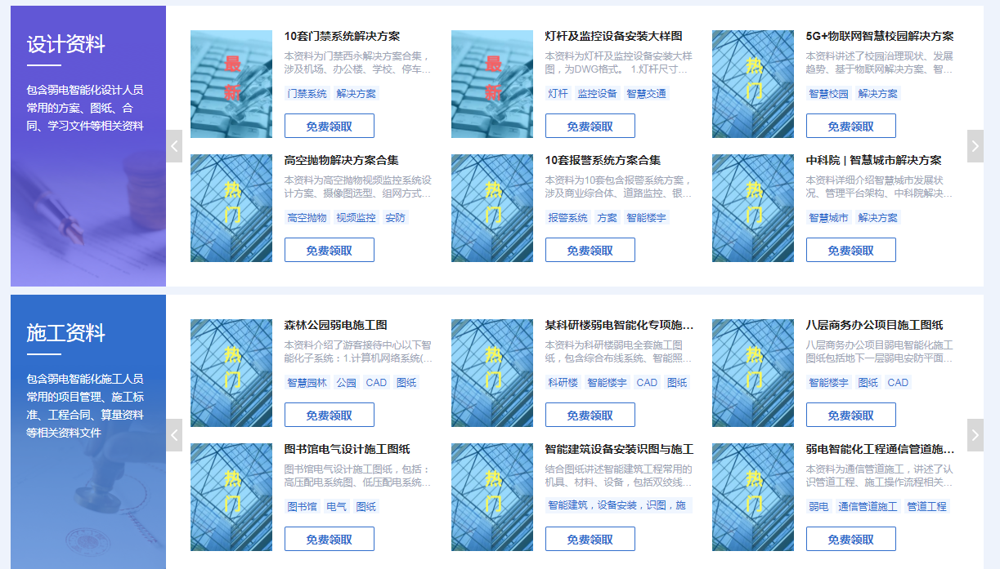 设计资料
包含弱电智能化设计人员
常用的方案、图纸、合
同、学习文件等相关资料
最
新
10套门禁系统解决方案
本资料为门禁西永解决方案合集，
涉及机场、办公楼、学校、停车...
门禁系统 解决方案
免费领取
最
新
灯杆及监控设备安装大样图
本资料为灯杆及监控设备安装大样
图，为DWG格式。 1.灯杆尺寸...
灯杆 监控设备 智慧交通
免费领取
热
门
5G+物联网智慧校园解决方案
本资料讲述了校园治理现状、发展
趋势、基于物联网解决方案、智...
智慧校园 解决方案
免费领取
热
门
高空抛物解决方案合集
本资料为高空抛物视频监控系统设
计方案、摄像图选型、组网方式...
高空抛物 视频监控 安防
免费领取
热
门
10套报警系统方案合集
本资料为10套包含报警系统方案，
涉及商业综合体、道路监控、银...
报警系统 方案 智能楼宇
免费领取
热
门
中科院 | 智慧城市解决方案
本资料详细介绍智慧城市发展状
况、管理平台架构、中科院解决...
智慧城市 解决方案
免费领取
施工资料
包含弱电智能化施工人员
常用的项目管理、施工标
准、工程合同、算量资料
等相关资料文件
热
门
森林公园弱电施工图
本资料介绍了游客接待中心以下智
能化子系统：1.计算机网络系统(...
智慧园林 公园 CAD 图纸
免费领取
热
门
某科研楼弱电智能化专项施...
本资料为科研楼弱电全套施工图
纸，包含综合布线系统、智能照...
科研楼 智能楼宇 CAD 图纸
免费领取
热
门
八层商务办公项目施工图纸
八层商务办公项目弱电智能化施工
图纸包括地下一层弱电安防平面...
智能楼宇 图纸 CAD
免费领取
热
门
图书馆电气设计施工图纸
图书馆电气设计施工图纸，包括：
高压配电系统图、低压配电系统...
图书馆 电气 图纸
免费领取
热
门
智能建筑设备安装识图与施工
结合图纸讲述智能建筑工程常用的
机具、材料、设备，包括双绞线...
智能建筑，设备安装，识图，施
免费领取
热
门
弱电智能化工程通信管道施...
本资料为通信管道施工，讲述了认
识管道工程、施工操作流程相关...
弱电 通信管道施工 管道工程
免费领取